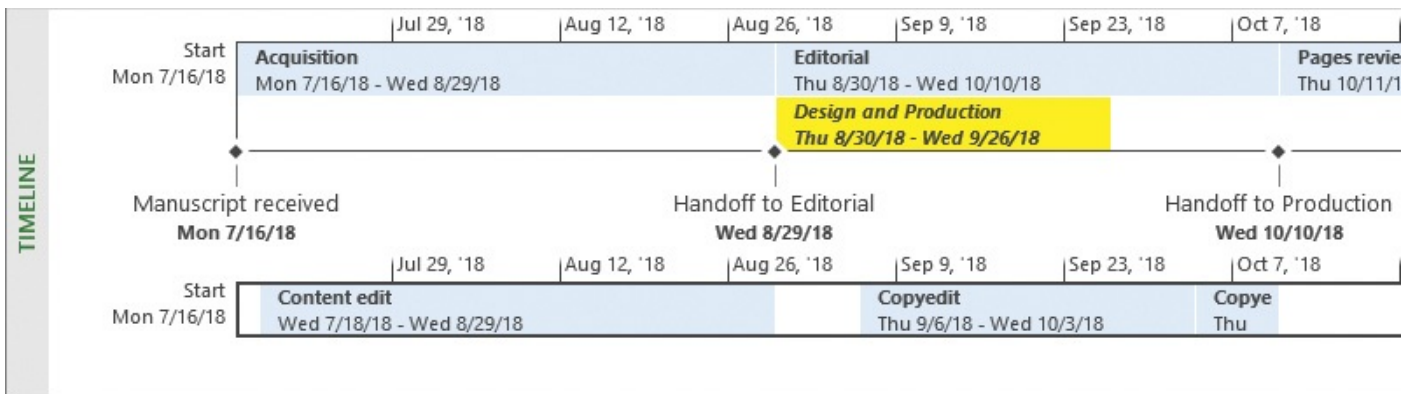 TIMELINE
Jul 29, '18 Aug 12, '18 Aug 26, '18 Sep 9, '18 Sep 23, '18 Oct 7, '18
Start
Mon 7/16/18
Acquisition
Mon 7/16/18 - Wed 8/29/18
Editorial
Thu 8/30/18 - Wed 10/10/18
Pages revie
Thu 10/11/1
Design and Production
Thu 8/30/18 - Wed 9/26/18
Manuscript received
Mon 7/16/18
Handoff to Editorial
Wed 8/29/18
Handoff to Production
Wed 10/10/18
Jul 29, '18 Aug 12, '18 Aug 26, '18 Sep 9, '18 Sep 23, '18 Oct 7, '18
Start
Mon 7/16/18
Content edit
Wed 7/18/18 - Wed 8/29/18
Copyedit
Thu 9/6/18 - Wed 10/3/18
Copye
Thu